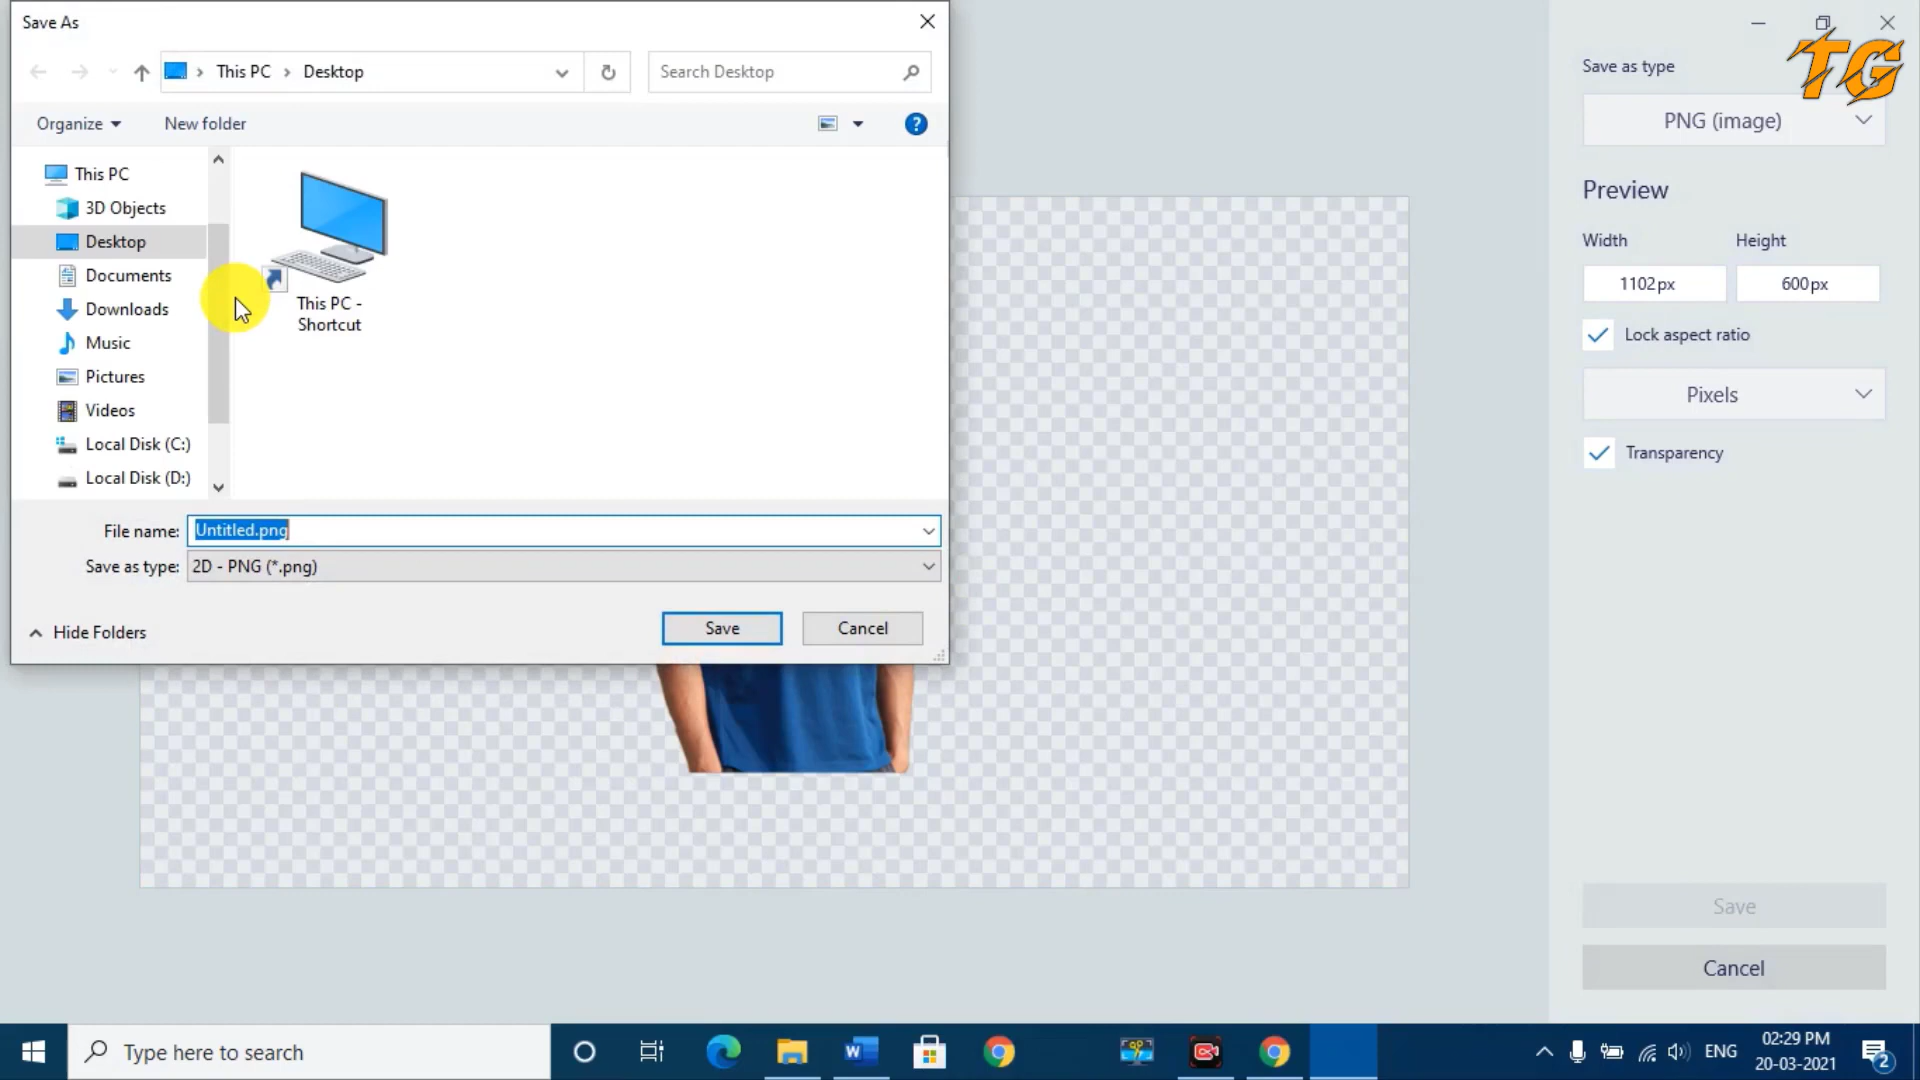 Save As
This PC
Desktop
Search Desktop
Organize
New folder
This PC
3D Objects
Desktop
Documents
Downloads
Music
Pictures
Videos
Local Disk (C:)
Local Disk (D:)
This PC -
Shortcut
File name:
Untitled.png
Save as type:
2D - PNG (*.png)
Hide Folders
Save
Cancel
TG
Save as type
PNG (image)
Preview
Width
Height
1102px
600px
Lock aspect ratio
Pixels
Transparency
Save
Cancel
Type here to search
W
ENG
02:29 PM
20-03-2021
2